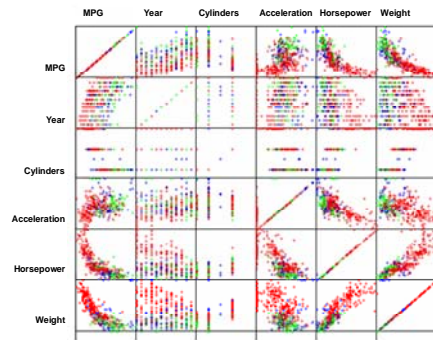 MPG Year Cylinders Acceleration Horsepower Weight
MPG
Year
Cylinders
Acceleration
Horsepower
Weight